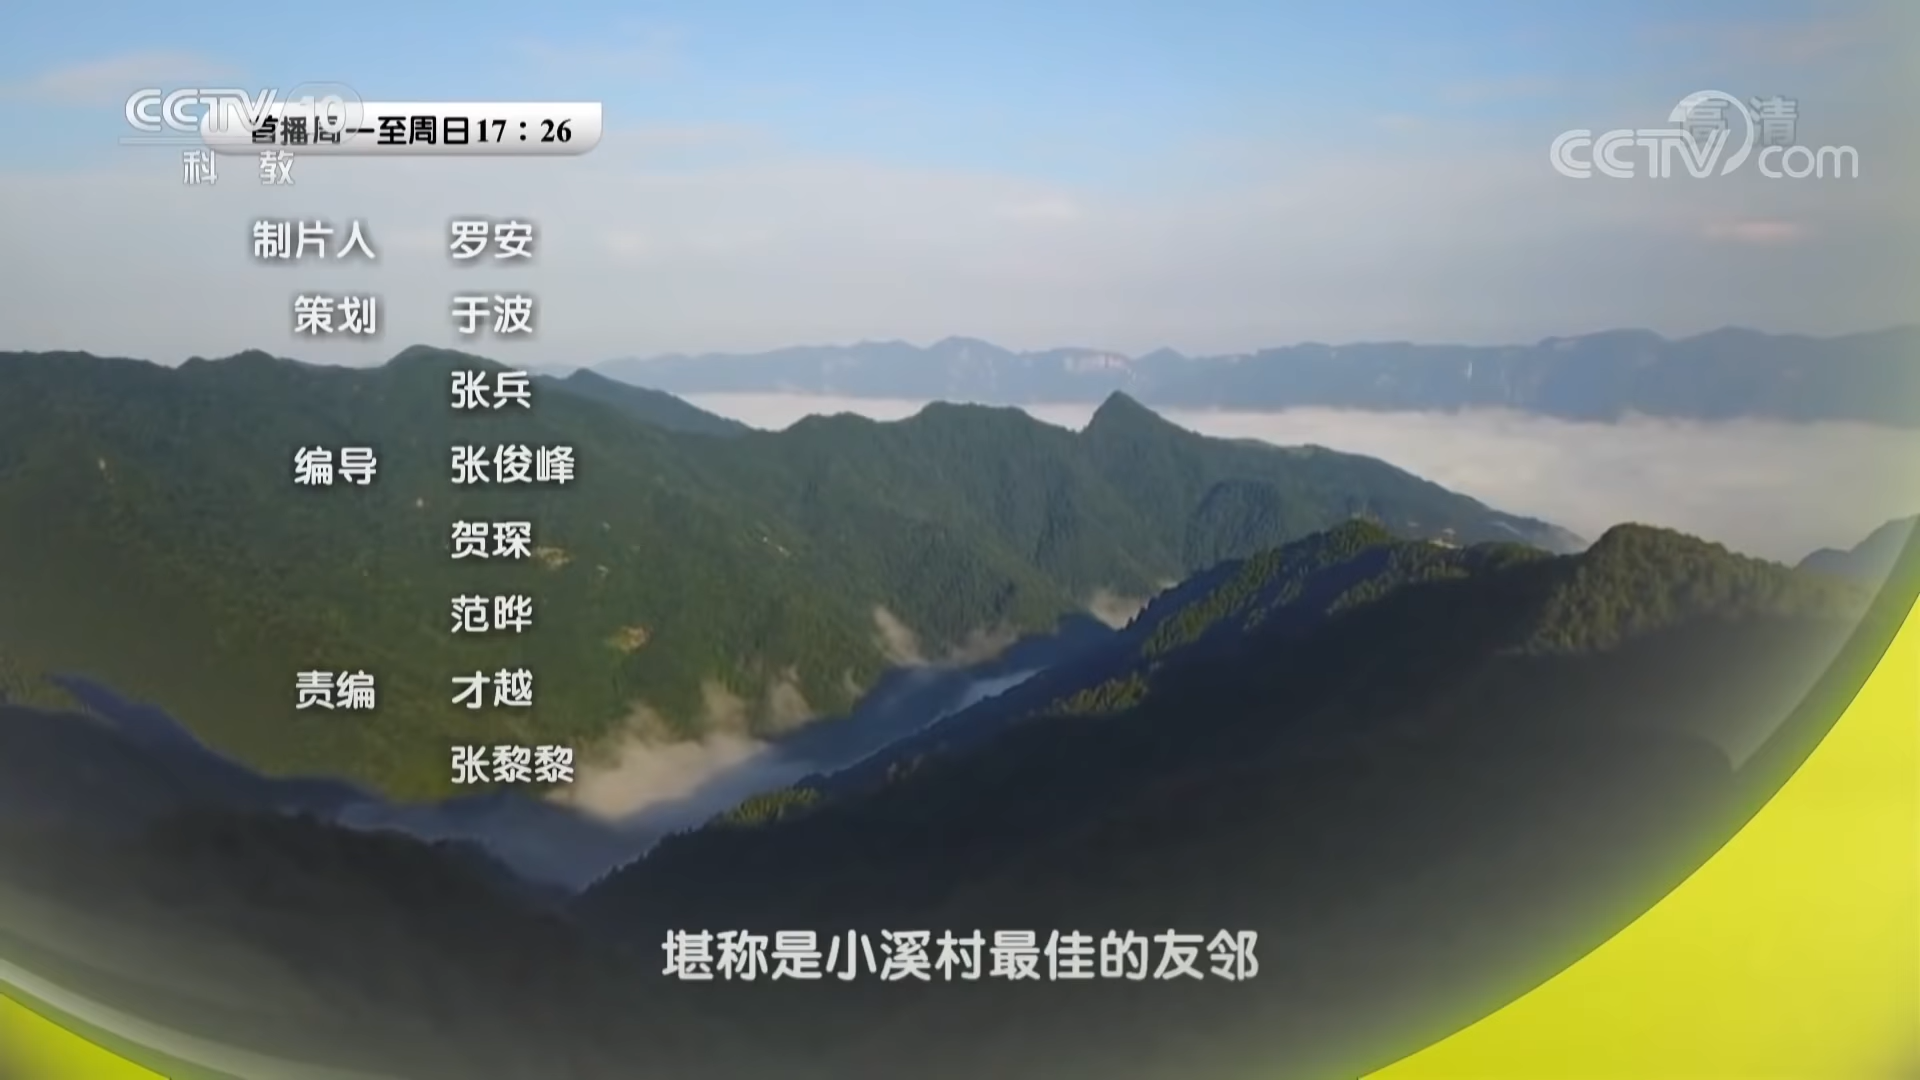 CCTV 10
科 教
首播周一至周日17：26
高清
CCTV com
制片人 罗安
策划 于波
张兵
编导 张俊峰
贺琛
范晔
责编 才越
张黎黎
堪称是小溪村最佳的友邻